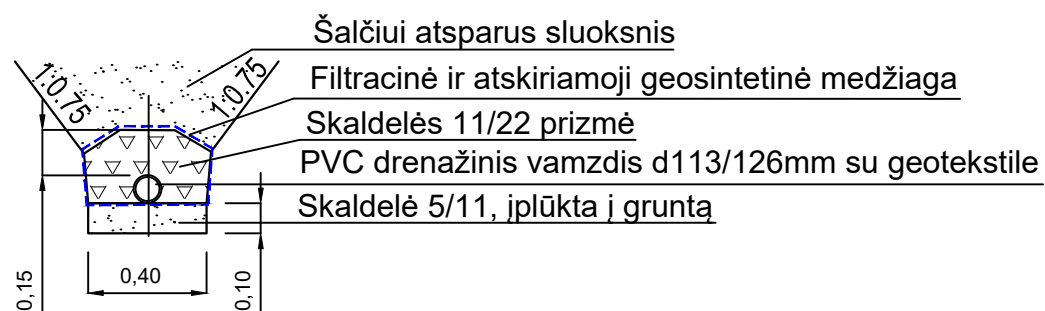 Šalčiui atsparus sluoksnis
1:0.75
1:0.75
Filtracinė ir atskiriamoji geosintetinė medžiaga
Skaldelės 11/22 prizmė
PVC drenažinis vamzdis d113/126mm su geotekstile
Skaldelė 5/11, įplūkta į gruntą
0,15
0,40
0,10